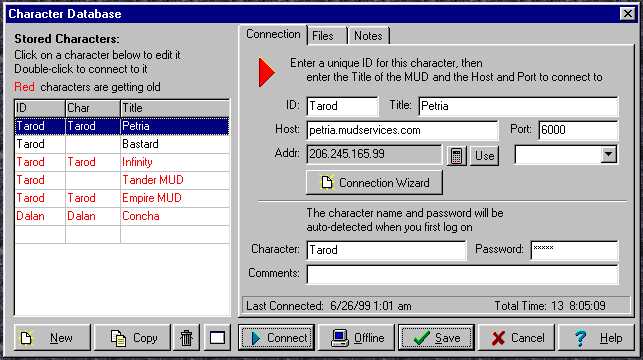 Character Database
Stored Characters:
Click on a character below to edit it
Double-click to connect to it
Red characters are getting old
ID Char Title
Tarod Tarod Petria
Tarod Bastard
Tarod Tarod Infinity
Tarod Tander MUD
Tarod Tarod Empire MUD
Dalan Dalan Concha
Connection Files Notes
Enter a unique ID for this character, then
enter the Title of the MUD and the Host and Port to connect to
ID: Tarod Title: Petria
Host: petria.mudservices.com Port: 6000
Addr: 206.245.165.99 Use
Connection Wizard
The character name and password will be
auto-detected when you first log on
Character: Tarod Password: *****
Comments:
Last Connected: 6/26/99 1:01 am Total Time: 13 8:05:09
New Copy Connect Offline Save Cancel Help